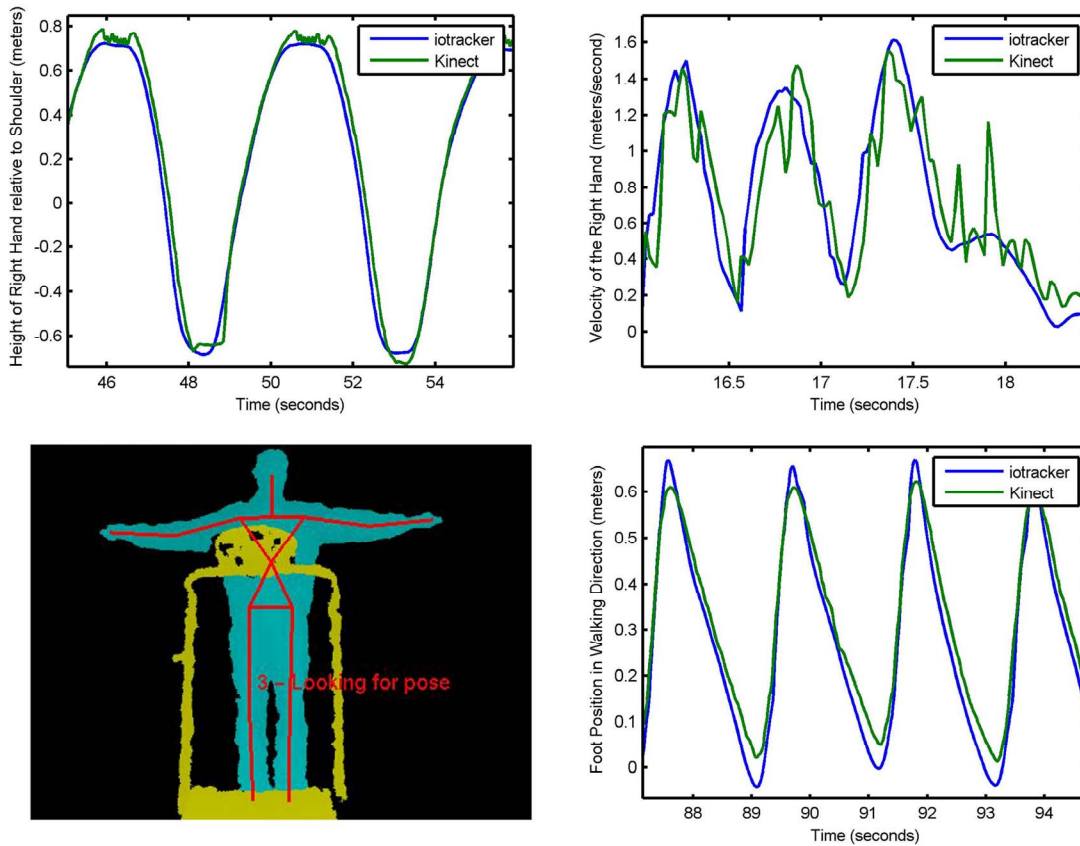 Height of Right Hand relative to Shoulder (meters)
0.8
0.6
0.4
0.2
0
-0.2
-0.4
-0.6
46 48 50 52 54
Time (seconds)
iotracker
Kinect
Velocity of the Right Hand (meters/second)
1.6
1.4
1.2
1
0.8
0.6
0.4
0.2
0
16.5 17 17.5 18
Time (seconds)
iotracker
Kinect
3 – Looking for pose
Foot Position in Walking Direction (meters)
0.6
0.5
0.4
0.3
0.2
0.1
0
88 89 90 91 92 93 94
Time (seconds)
iotracker
Kinect